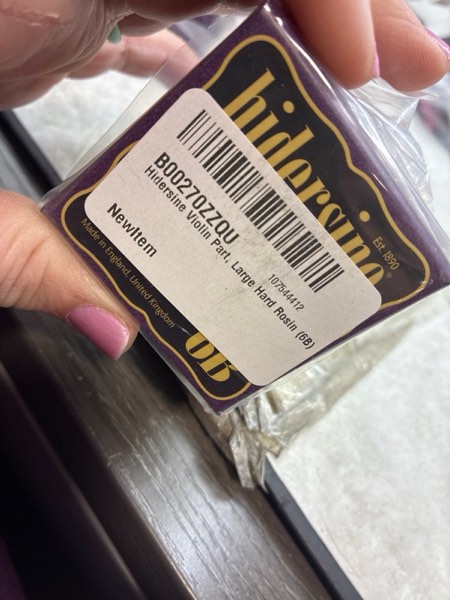 hidersine
Est. 1890
B00270ZZQU
107544412
Hidersine Violin Part, Large Hard Rosin (6B)
NewItem
Made in England, United Kingdom
6B